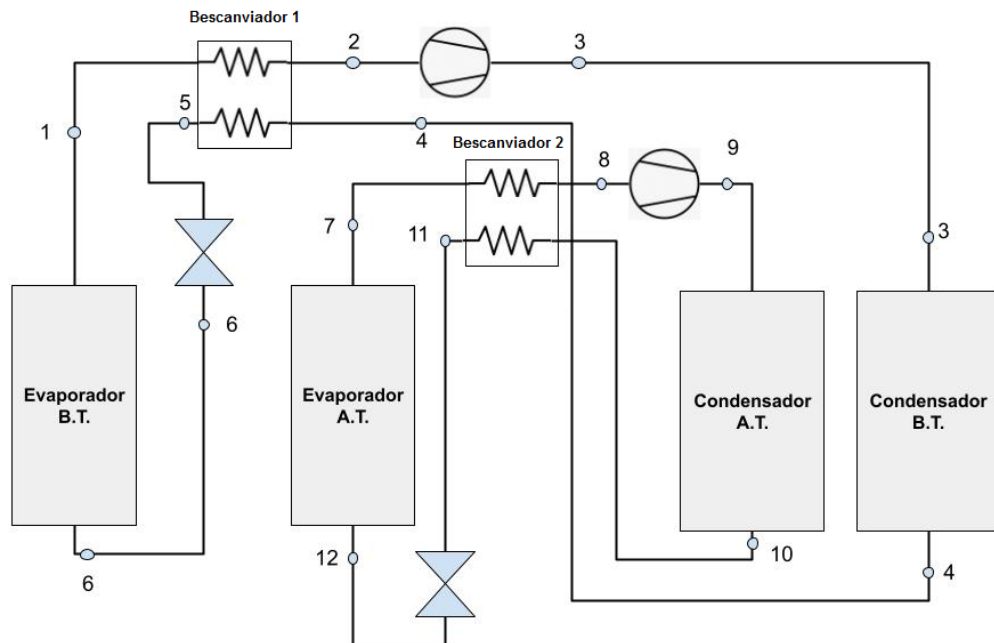 Bescanviador 1
2
3
1
5
4
Bescanviador 2
8
9
7
11
3
6
Evaporador
B.T.
Evaporador
A.T.
Condensador
A.T.
Condensador
B.T.
12
10
4
6